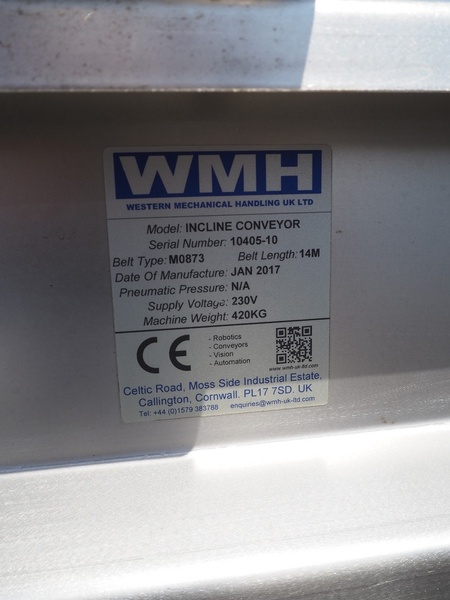 WMH
WESTERN MECHANICAL HANDLING UK LTD
Model: INCLINE CONVEYOR
Serial Number: 10405-10
Belt Type: M0873 Belt Length: 14M
Date Of Manufacture: JAN 2017
Pneumatic Pressure: N/A
Supply Voltage: 230V
Machine Weight: 420KG
CE
- Robotics
- Conveyors
- Vision
- Automation
www.wmh-uk-ltd.com
Celtic Road, Moss Side Industrial Estate,
Callington, Cornwall. PL17 7SD. UK
Tel: +44 (0)1579 383788 enquiries@wmh-uk-ltd.com